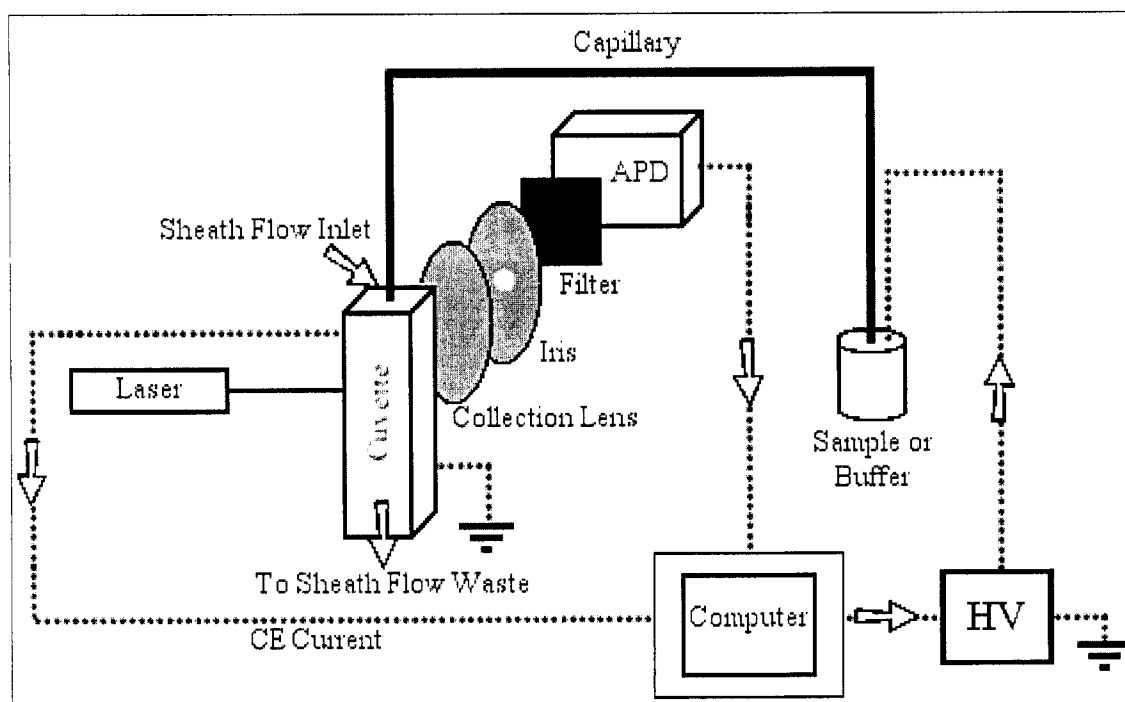 Capillary
APD
Sheath Flow Inlet
Filter
Iris
Laser
Cuvette
Collection Lens
Sample or
Buffer
To Sheath Flow Waste
Computer
HV
CE Current